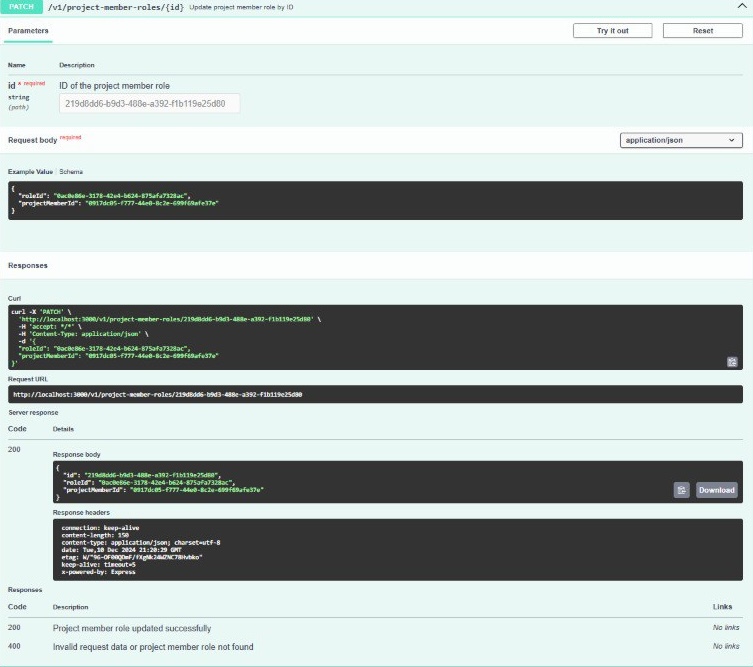 PATCH /v1/project-member-roles/{id} Update project member role by ID
Parameters Try it out Reset
Name Description
id * required ID of the project member role
string
(path) 219d8dd6-b9d3-488e-a392-f1b119e25d80
Request body required application/json
Example Value Schema
{
"roleId": "0ac0e86e-3178-42e4-b624-875afa7328ac",
"projectMemberId": "0917dc05-f777-44e0-8c2e-699f69afe37e"
}
Responses
Curl
curl -X 'PATCH' \
'http://localhost:3000/v1/project-member-roles/219d8dd6-b9d3-488e-a392-f1b119e25d80' \
-H 'accept: */*' \
-H 'Content-Type: application/json' \
-d '{
"roleId": "0ac0e86e-3178-42e4-b624-875afa7328ac",
"projectMemberId": "0917dc05-f777-44e0-8c2e-699f69afe37e"
}'
Request URL
http://localhost:3000/v1/project-member-roles/219d8dd6-b9d3-488e-a392-f1b119e25d80
Server response
Code Details
200
Response body
{
"id": "219d8dd6-b9d3-488e-a392-f1b119e25d80",
"roleId": "0ac0e86e-3178-42e4-b624-875afa7328ac",
"projectMemberId": "0917dc05-f777-44e0-8c2e-699f69afe37e"
}
Download
Response headers
connection: keep-alive
content-length: 150
content-type: application/json; charset=utf-8
date: Tue,10 Dec 2024 21:20:29 GMT
etag:
keep-alive: timeout=5
x-powered-by: Express
Responses
Code Description Links
200 Project member role updated successfully No links
400 Invalid request data or project member role not found No links